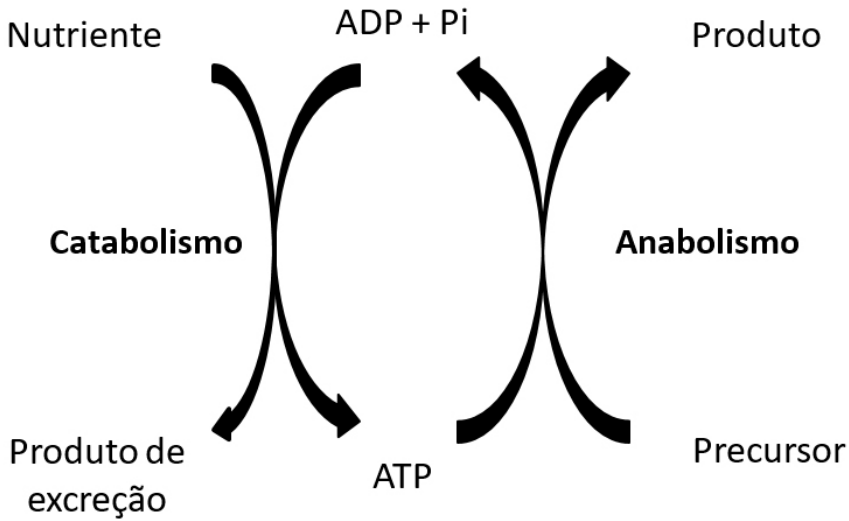 Nutriente
ADP + Pi
Produto
Catabolismo
Anabolismo
Produto de
excreção
ATP
Precursor